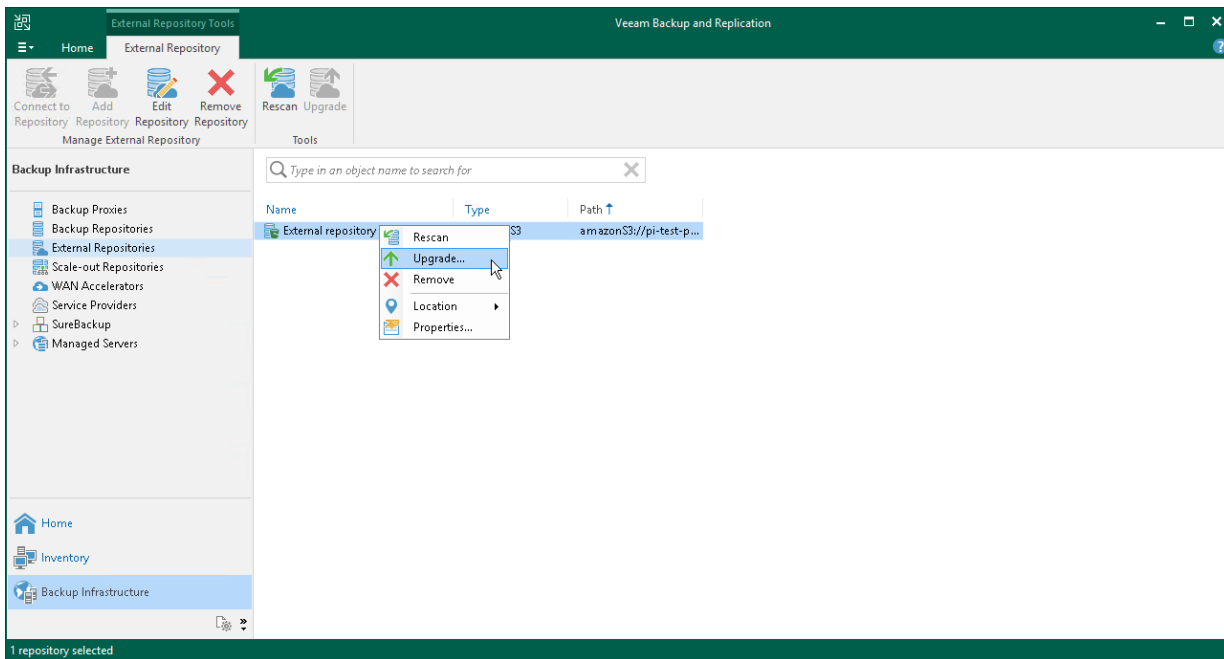 External Repository Tools
Veeam Backup and Replication
Home External Repository
Connect to Repository
Add Repository
Edit Repository
Remove Repository
Rescan
Upgrade
Manage External Repository
Tools
Backup Infrastructure
Type in an object name to search for
Backup Proxies
Backup Repositories
External Repositories
Scale-out Repositories
WAN Accelerators
Service Providers
SureBackup
Managed Servers
Name Type Path
External repository S3 amazonS3://pi-test-p...
Rescan
Upgrade...
Remove
Location
Properties...
Home
Inventory
Backup Infrastructure
1 repository selected